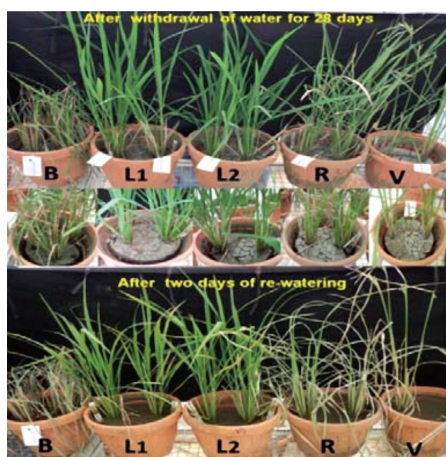 After withdrawal of water for 28 days
B L1 L2 R V
After two days of re-watering
B L1 L2 R V